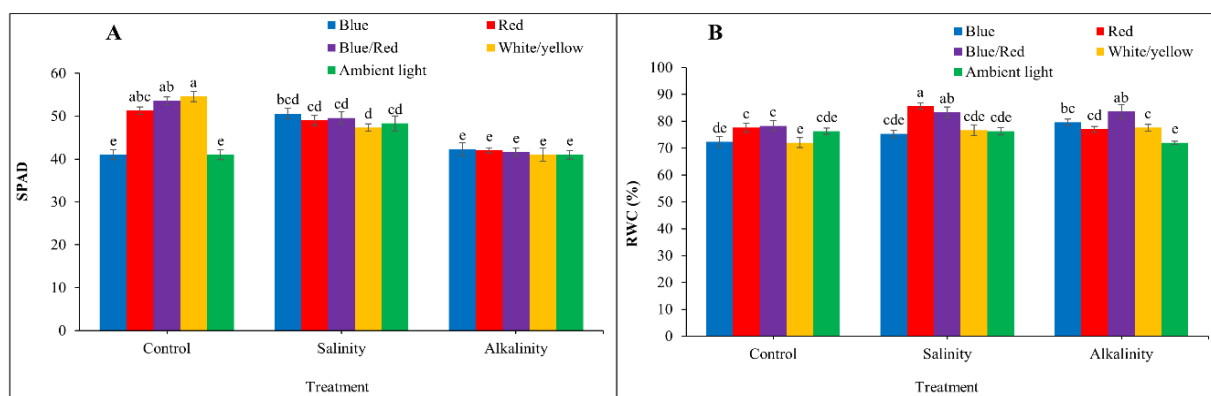 A
Blue
Red
Blue/Red
White/yellow
Ambient light
SPAD
60
50
40
30
20
10
0
e abc ab a e
bcd cd cd d cd
e e e e e
Control Salinity Alkalinity
Treatment
B
Blue
Red
Blue/Red
White/yellow
Ambient light
RWC (%)
100
90
80
70
60
50
40
30
20
10
0
de c c e cde
cde a ab cde cde
bc cd ab c e
Control Salinity Alkalinity
Treatment